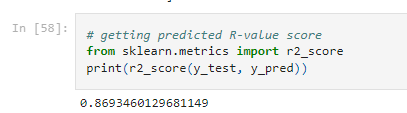 In [58]:
# getting predicted R-value score
from sklearn.metrics import r2_score
print(r2_score(y_test, y_pred))
0.8693460129681149